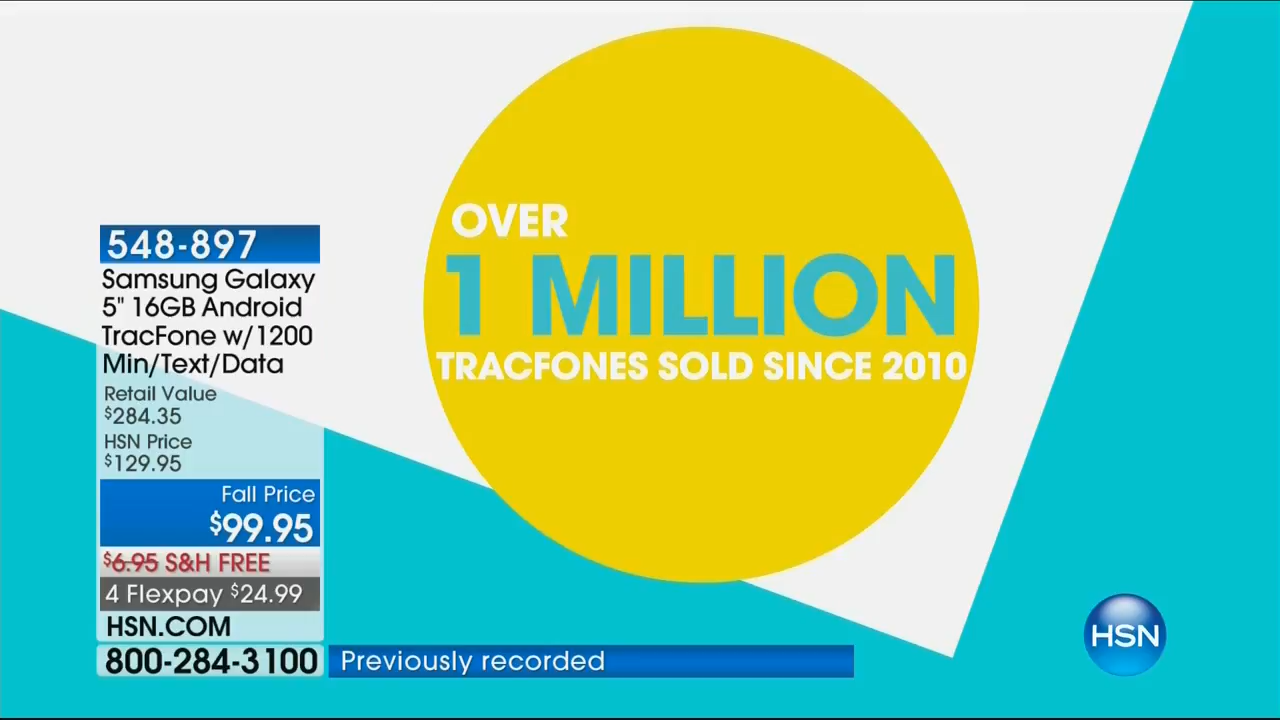 548-897
Samsung Galaxy
5" 16GB Android
TracFone w/1200
Min/Text/Data
Retail Value
$284.35
HSN Price
$129.95
Fall Price
$99.95
$6.95 S&H FREE
4 Flexpay $24.99
HSN.COM
800-284-3100
Previously recorded
OVER
1 MILLION
TRACFONES SOLD SINCE 2010
HSN